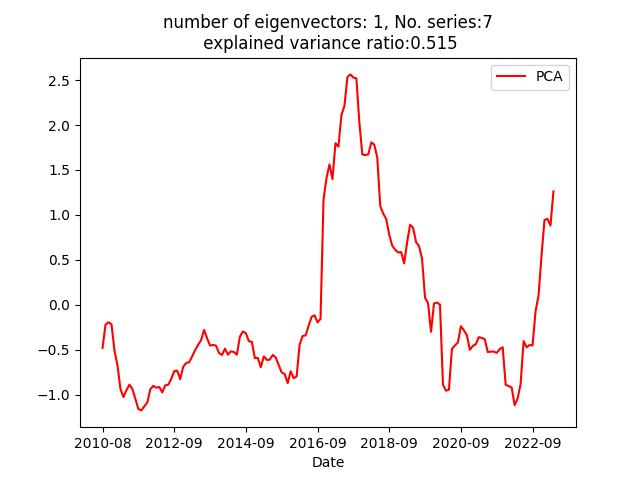 number of eigenvectors: 1, No. series:7
explained variance ratio:0.515
PCA
2.5
2.0
1.5
1.0
0.5
0.0
−0.5
−1.0
2010-08 2012-09 2014-09 2016-09 2018-09 2020-09 2022-09
Date